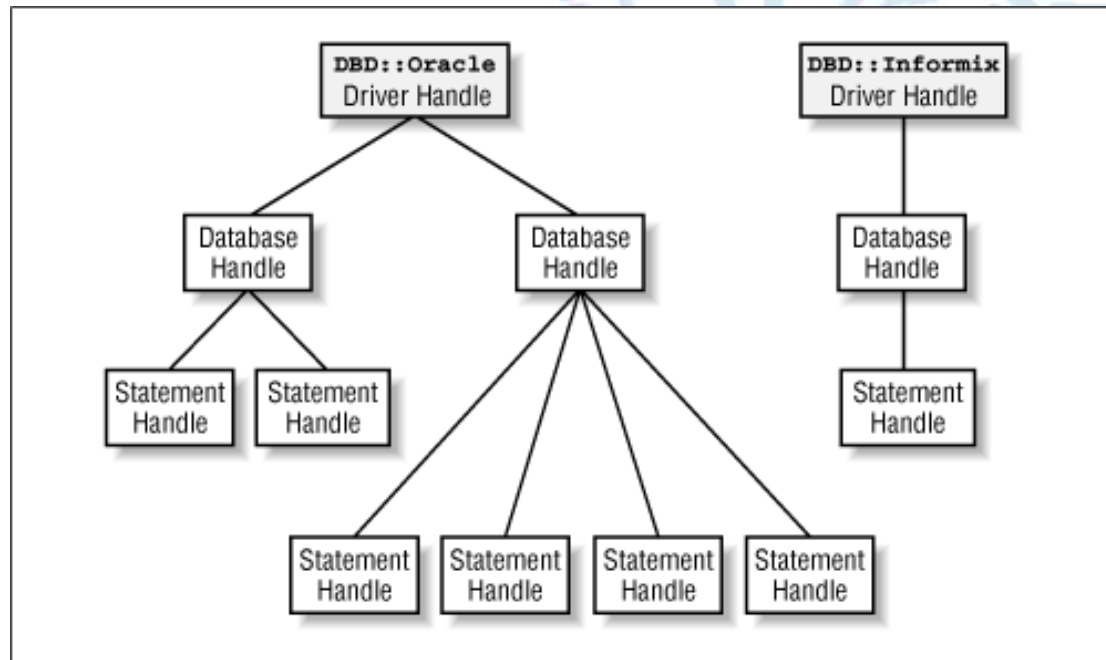 DBD::Oracle
Driver Handle
DBD::Informix
Driver Handle
Database
Handle
Database
Handle
Database
Handle
Statement
Handle
Statement
Handle
Statement
Handle
Statement
Handle
Statement
Handle
Statement
Handle
Statement
Handle